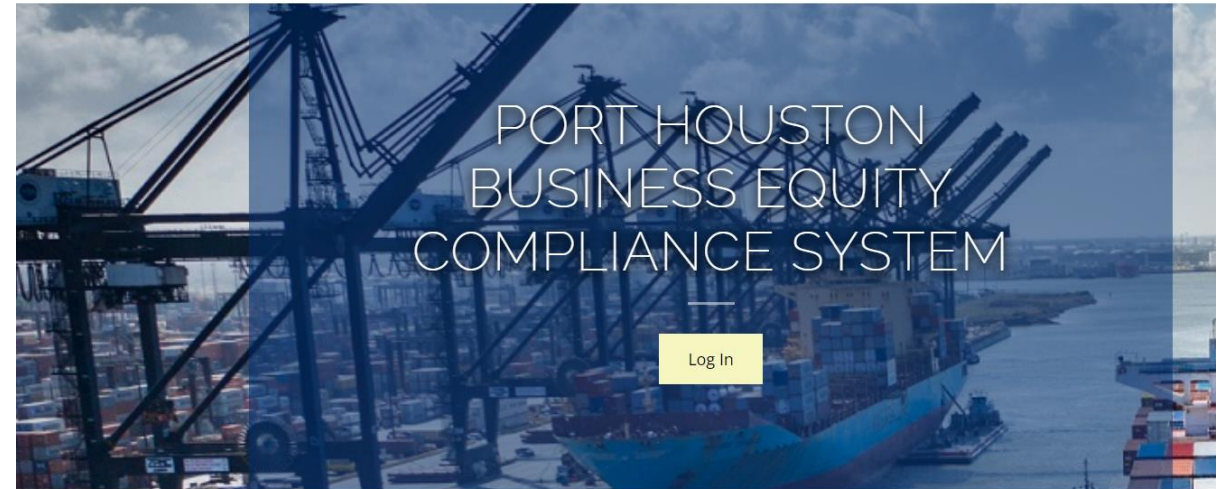 PORT HOUSTON
BUSINESS EQUITY
COMPLIANCE SYSTEM
Log In